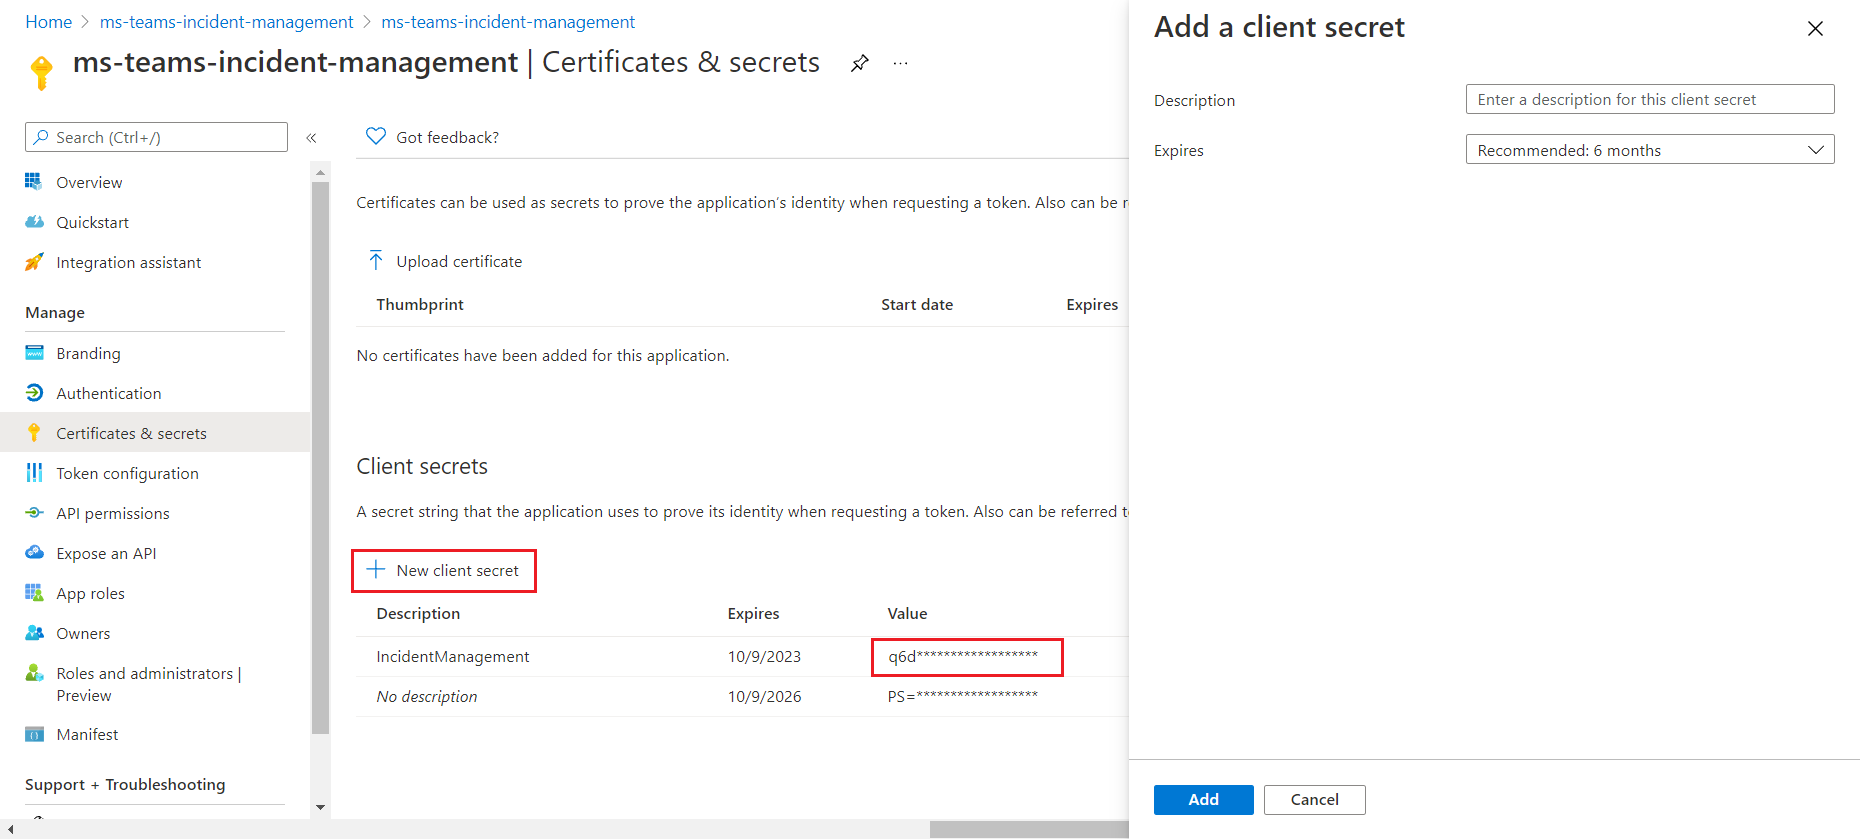 Home > ms-teams-incident-management > ms-teams-incident-management
ms-teams-incident-management | Certificates & secrets
Search (Ctrl+/)
Overview
Quickstart
Integration assistant
Manage
Branding
Authentication
Certificates & secrets
Token configuration
API permissions
Expose an API
App roles
Owners
Roles and administrators |
Preview
Manifest
Support + Troubleshooting
Got feedback?
Certificates can be used as secrets to prove the application's identity when requesting a token. Also can be r
Upload certificate
Thumbprint Start date Expires
No certificates have been added for this application.
Client secrets
A secret string that the application uses to prove its identity when requesting a token. Also can be referred t
New client secret
Description Expires Value
IncidentManagement 10/9/2023 q6d******************
No description 10/9/2026 PS=******************
Add a client secret
Description Enter a description for this client secret
Expires Recommended: 6 months
Add Cancel